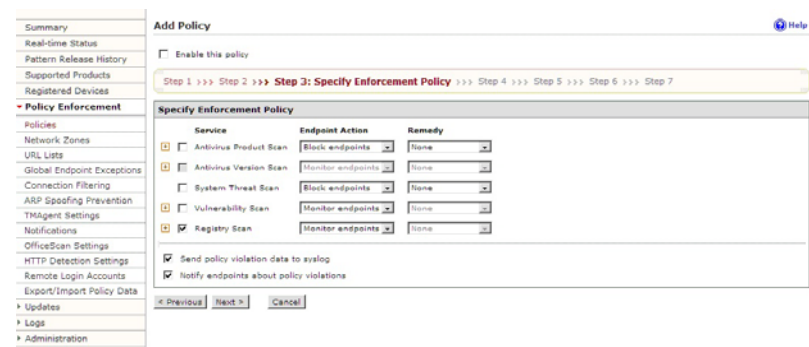 Summary
Real-time Status
Pattern Release History
Supported Products
Registered Devices
Policy Enforcement
Policies
Network Zones
URL Lists
Global Endpoint Exceptions
Connection Filtering
ARP Spoofing Prevention
TMAgent Settings
Notifications
OfficeScan Settings
HTTP Detection Settings
Remote Login Accounts
Export/Import Policy Data
Updates
Logs
Administration
Add Policy
Help
Enable this policy
Step 1 >>> Step 2 >>> Step 3: Specify Enforcement Policy >>> Step 4 >>> Step 5 >>> Step 6 >>> Step 7
Specify Enforcement Policy
Service Endpoint Action Remedy
Antivirus Product Scan Block endpoints None
Antivirus Version Scan Monitor endpoints None
System Threat Scan Block endpoints None
Vulnerability Scan Monitor endpoints None
Registry Scan Monitor endpoints None
Send policy violation data to syslog
Notify endpoints about policy violations
< Previous Next > Cancel